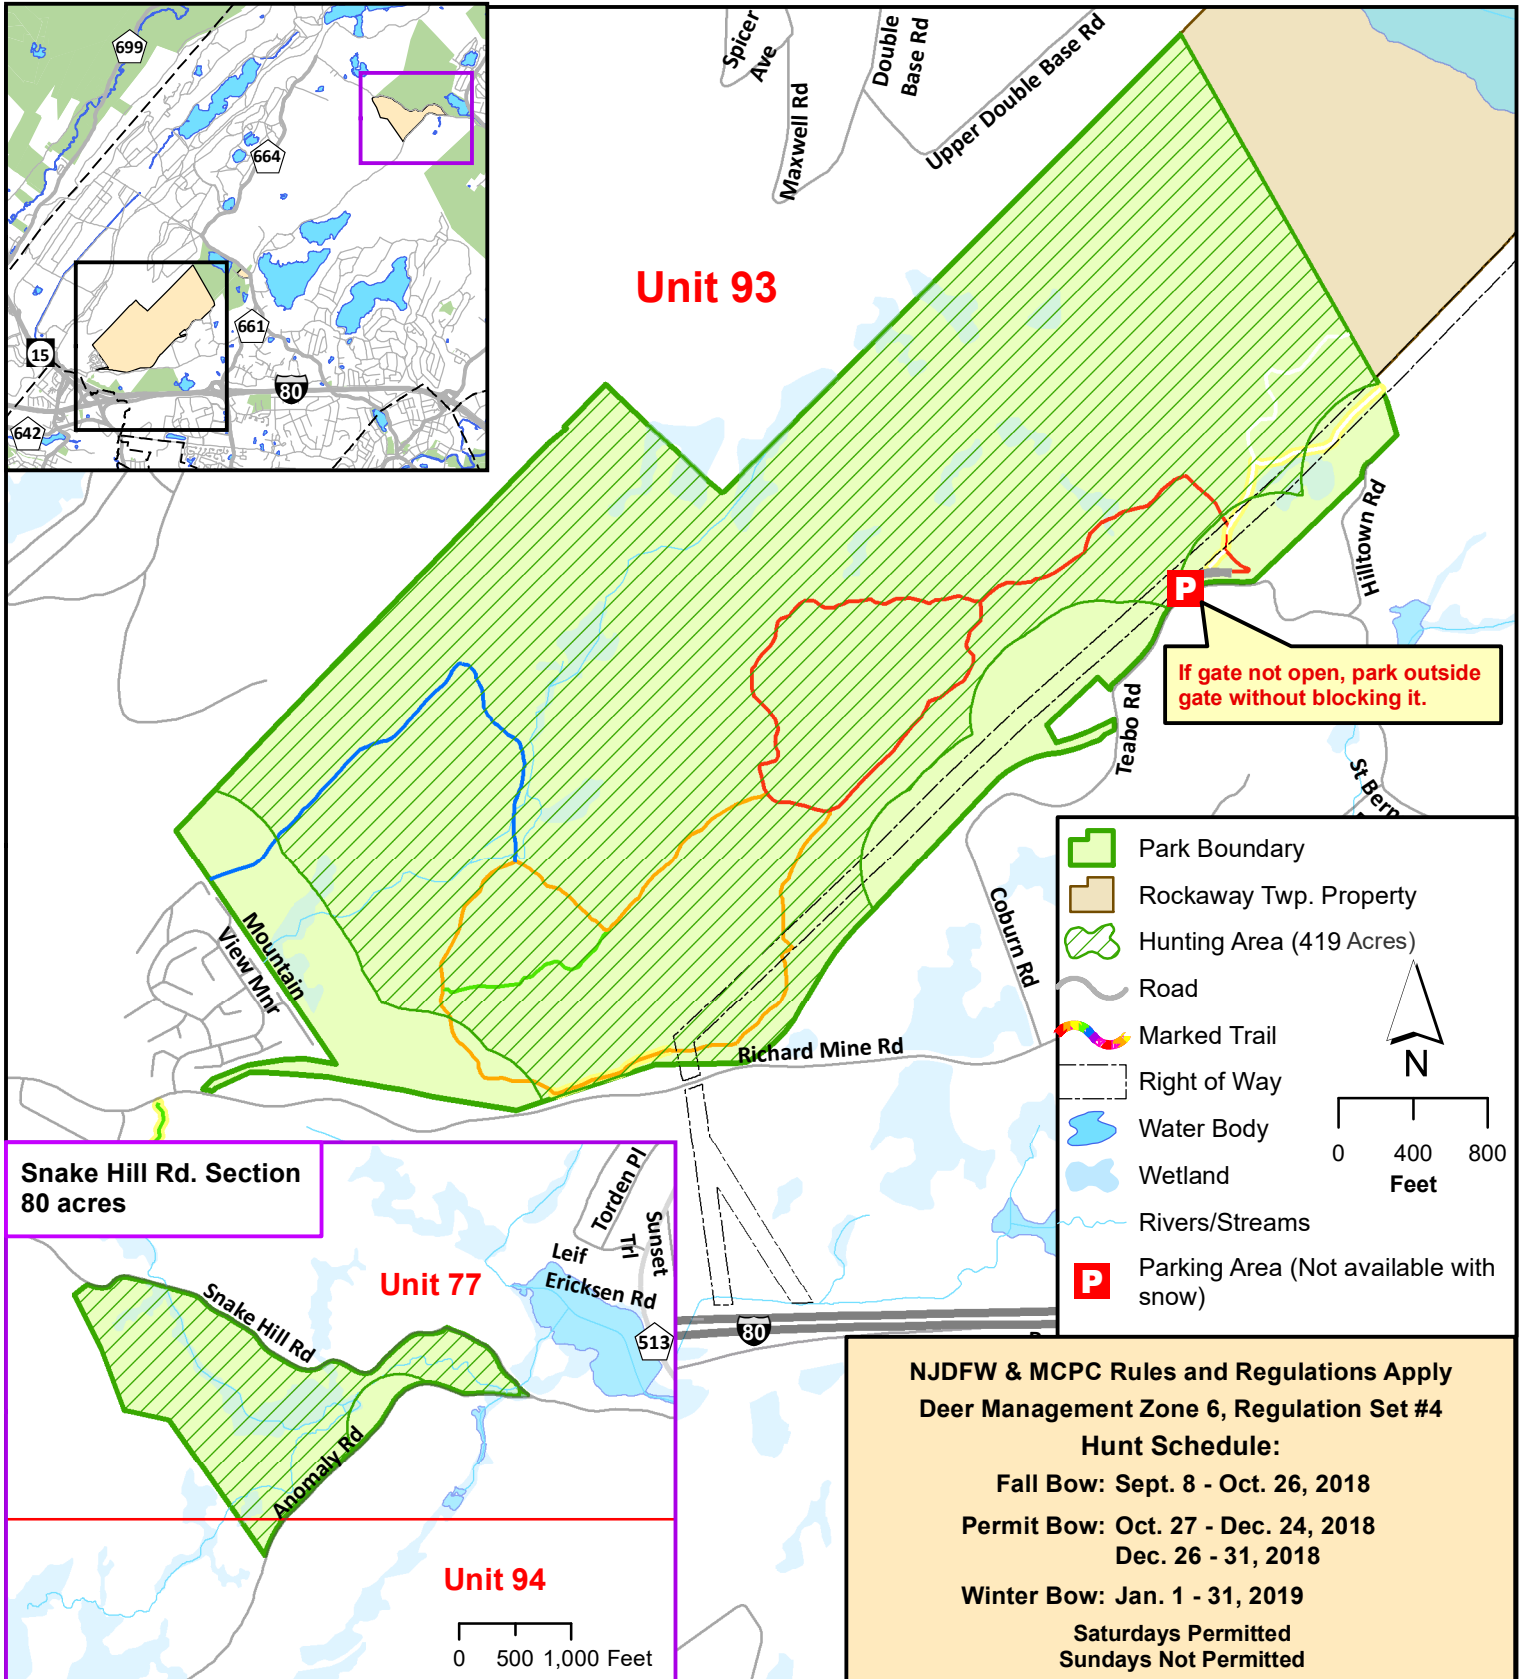 699
664
661
15
80
642
Spicer
Ave
Maxwell Rd
Double
Base Rd
Upper Double Base Rd
Unit 93
Hilltown Rd
P
If gate not open, park outside
gate without blocking it.
Teabo Rd
St Bern
Coburn Rd
Mountain
View Mnr
Richard Mine Rd
80
Park Boundary
Rockaway Twp. Property
Hunting Area (419 Acres)
Road
Marked Trail
Right of Way
Water Body
Wetland
Rivers/Streams
P
Parking Area (Not available with
snow)
N
0 400 800
Feet
Snake Hill Rd. Section
80 acres
Torden Pl
Sunset
Trl
Leif
Ericksen Rd
513
Unit 77
Snake Hill Rd
Anomaly Rd
Unit 94
0 500 1,000 Feet
NJDFW & MCPC Rules and Regulations Apply
Deer Management Zone 6, Regulation Set #4
Hunt Schedule:
Fall Bow: Sept. 8 - Oct. 26, 2018
Permit Bow: Oct. 27 - Dec. 24, 2018
Dec. 26 - 31, 2018
Winter Bow: Jan. 1 - 31, 2019
Saturdays Permitted
Sundays Not Permitted